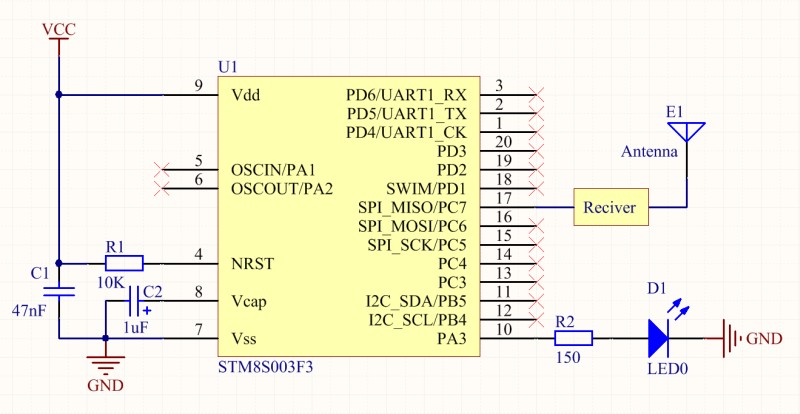 VCC
U1
9 Vdd
5 OSCIN/PA1
6 OSCOUT/PA2
4 NRST
8 Vcap
7 Vss
PD6/UART1_RX 3
PD5/UART1_TX 2
PD4/UART1_CK 1
PD3 20
PD2 19
SWIM/PD1 18
SPI_MISO/PC7 17
SPI_MOSI/PC6 16
SPI_SCK/PC5 15
PC4 14
PC3 13
I2C_SDA/PB5 11
I2C_SCL/PB4 12
PA3 10
STM8S003F3
R1
10K
C1
47nF
C2
+
1uF
GND
E1
Antenna
Reciver
R2
150
D1
LED0
GND